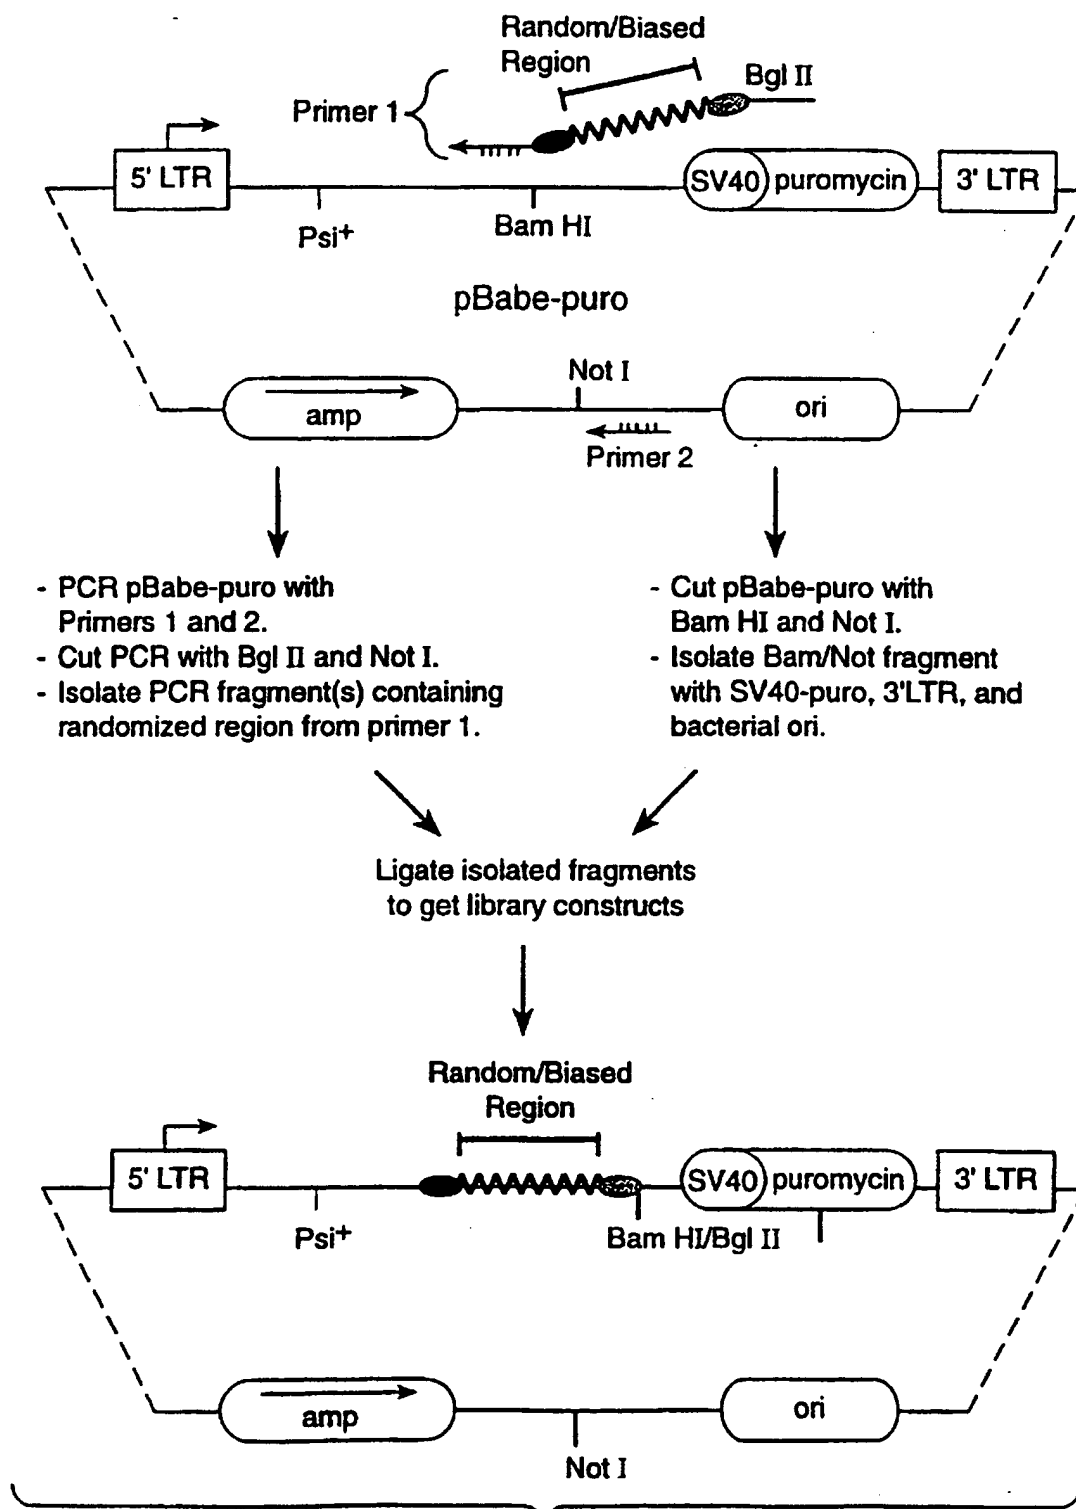 Random/Biased
Region
Bgl II
Primer 1
5' LTR
SV40
puromycin
3' LTR
Psi+
Bam HI
pBabe-puro
Not I
amp
ori
Primer 2
- PCR pBabe-puro with
Primers 1 and 2.
- Cut PCR with Bgl II and Not I.
- Isolate PCR fragment(s) containing
randomized region from primer 1.
- Cut pBabe-puro with
Bam HI and Not I.
- Isolate Bam/Not fragment
with SV40-puro, 3'LTR, and
bacterial ori.
Ligate isolated fragments
to get library constructs
Random/Biased
Region
5' LTR
SV40
puromycin
3' LTR
Psi+
Bam HI/Bgl II
amp
ori
Not I